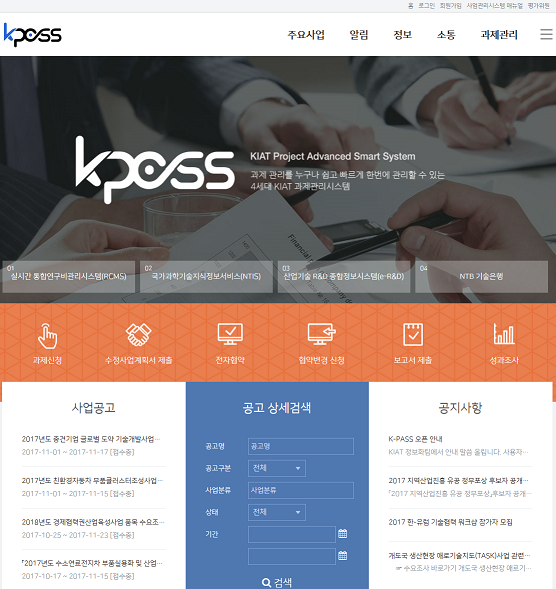 홈 로그인 회원가입 사업관리시스템 매뉴얼 평가위원
kpass
주요사업 알림 정보 소통 과제관리
kpass
KIAT Project Advanced Smart System
과제 관리를 누구나 쉽고 빠르게 한번에 관리할 수 있는
4세대 KIAT 과제관리시스템
Financial
01 02 03 04
실시간 통합연구비관리시스템(RCMS) 국가과학기술지식정보서비스(NTIS) 산업기술 R&D 종합정보시스템(e-R&D) NTB 기술은행
과제신청 수정사업계획서 제출 전자협약 협약변경 신청 보고서 제출 성과조사
사업공고
2017년도 중견기업 글로벌 도약 기술개발사업…
2017-11-01 ~ 2017-11-17 [접수중]
2017년도 친환경자동차 부품클러스터조성사업…
2017-11-01 ~ 2017-11-15 [접수중]
2018년도 경제협력권산업육성사업 품목 수요조…
2017-10-25 ~ 2017-11-23 [접수중]
「2017년도 수소연료전지차 부품실용화 및 산업…
2017-10-17 ~ 2017-11-15 [접수중]
공고 상세검색
공고명 공고명
공고구분 전체
사업분류 사업분류
상태 전체
기간
검색
공지사항
K-PASS 오픈 안내
KIAT 정보화팀에서 안내 말씀 올립니다. 사용자…
2017 지역산업진흥 유공 정부포상 후보자 공개…
「2017 지역산업진흥 유공 정부포상」후보자 공개…
2017 한-유럽 기술협력 워크샵 참가자 모집
개도국 생산현장 애로기술지도(TASK)사업 관련…
☞ 수요조사 바로가기 개도국 생산현장 애로기…